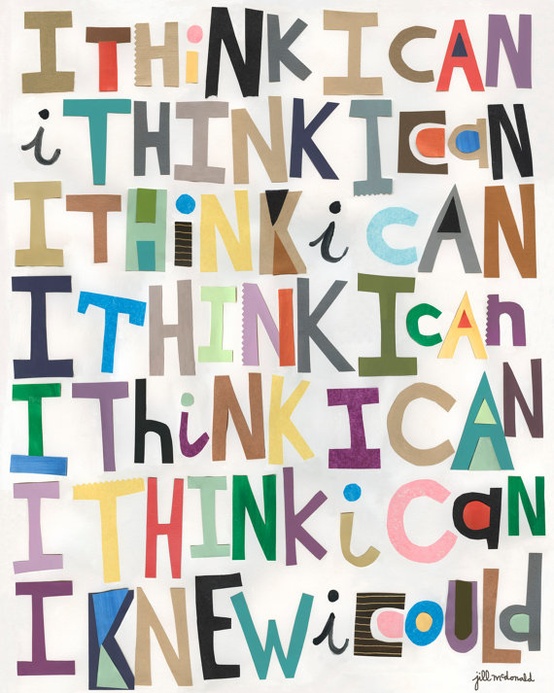 I THiNK I CAN
i THINK I can
I THiNK i CAN
I THINK I cAn
I ThiNK I CAN
I THINK i Can
I KNEW i COULd
jill mcdonald